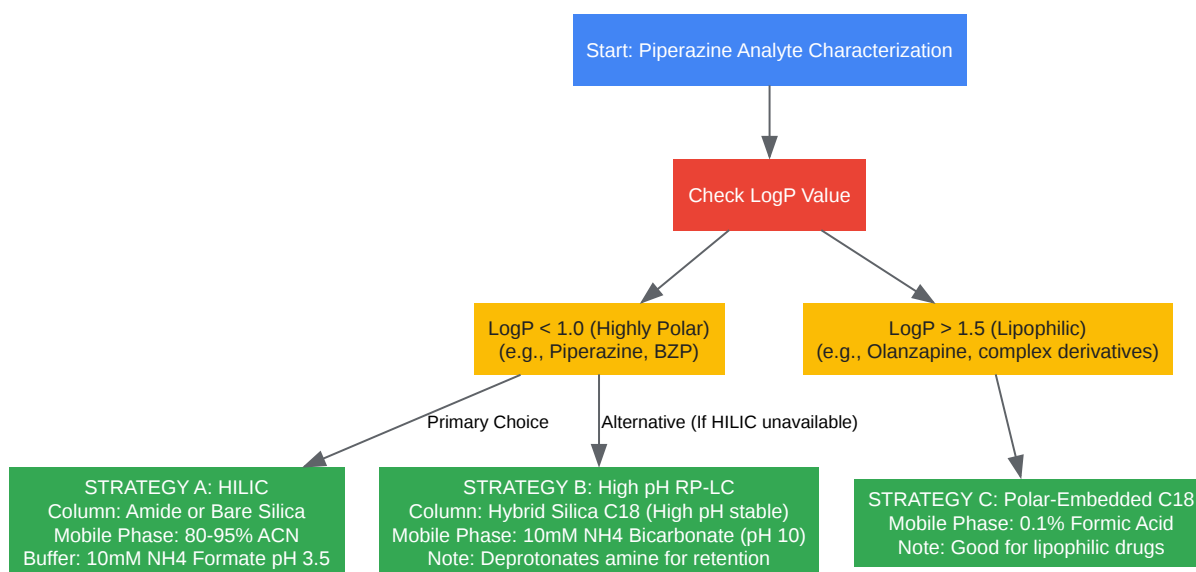 Start: Piperazine Analyte Characterization
Check LogP Value
LogP < 1.0 (Highly Polar)
(e.g., Piperazine, BZP)
LogP > 1.5 (Lipophilic)
(e.g., Olanzapine, complex derivatives)
Primary Choice
Alternative (If HILIC unavailable)
STRATEGY A: HILIC
Column: Amide or Bare Silica
Mobile Phase: 80-95% ACN
Buffer: 10mM NH4 Formate pH 3.5
STRATEGY B: High pH RP-LC
Column: Hybrid Silica C18 (High pH stable)
Mobile Phase: 10mM NH4 Bicarbonate (pH 10)
Note: Deprotonates amine for retention
STRATEGY C: Polar-Embedded C18
Mobile Phase: 0.1% Formic Acid
Note: Good for lipophilic drugs